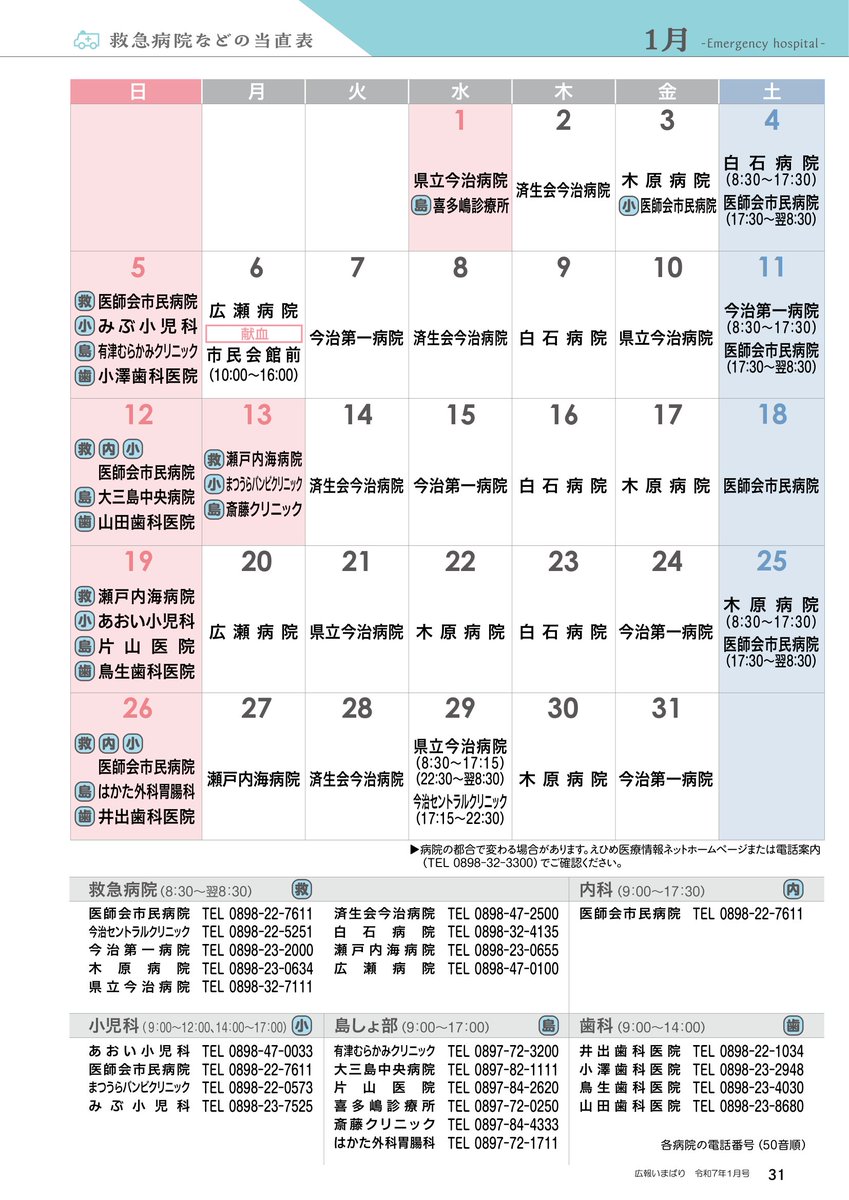 救急病院などの当直表
1月 -Emergency hospital-
日 月 火 水 木 金 土
1
県立今治病院
島 喜多嶋診療所
2
済生会今治病院
3
木原病院
小 医師会市民病院
4
白石病院
(8:30〜17:30)
医師会市民病院
(17:30〜翌8:30)
5
救 医師会市民病院
小 みぶ小児科
島 有津むらかみクリニック
歯 小澤歯科医院
6
広瀬病院
献血
市民会館前
(10:00〜16:00)
7
今治第一病院
8
済生会今治病院
9
白石病院
10
県立今治病院
11
今治第一病院
(8:30〜17:30)
医師会市民病院
(17:30〜翌8:30)
12
救 内 小
医師会市民病院
島 大三島中央病院
歯 山田歯科医院
13
救 瀬戸内海病院
小 まつうらバンビクリニック
島 斎藤クリニック
14
済生会今治病院
15
今治第一病院
16
白石病院
17
木原病院
18
医師会市民病院
19
救 瀬戸内海病院
小 あおい小児科
島 片山医院
歯 鳥生歯科医院
20
広瀬病院
21
県立今治病院
22
木原病院
23
白石病院
24
今治第一病院
25
木原病院
(8:30〜17:30)
医師会市民病院
(17:30〜翌8:30)
26
救 内 小
医師会市民病院
島 はかた外科胃腸科
歯 井出歯科医院
27
瀬戸内海病院
28
済生会今治病院
29
県立今治病院
(8:30〜17:15)
(22:30〜翌8:30)
今治セントラルクリニック
(17:15〜22:30)
30
木原病院
31
今治第一病院
▶病院の都合で変わる場合があります。えひめ医療情報ネットホームページまたは電話案内
(TEL 0898-32-3300)でご確認ください。
救急病院(8:30〜翌8:30) 救
医師会市民病院 TEL 0898-22-7611
今治セントラルクリニック TEL 0898-22-5251
今治第一病院 TEL 0898-23-2000
木原病院 TEL 0898-23-0634
県立今治病院 TEL 0898-32-7111
済生会今治病院 TEL 0898-47-2500
白石病院 TEL 0898-32-4135
瀬戸内海病院 TEL 0898-23-0655
広瀬病院 TEL 0898-47-0100
内科(9:00〜17:30) 内
医師会市民病院 TEL 0898-22-7611
小児科(9:00〜12:00、14:00〜17:00) 小
あおい小児科 TEL 0898-47-0033
医師会市民病院 TEL 0898-22-7611
まつうらバンビクリニック TEL 0898-22-0573
みぶ小児科 TEL 0898-23-7525
島しょ部(9:00〜17:00) 島
有津むらかみクリニック TEL 0897-72-3200
大三島中央病院 TEL 0897-82-1111
片山医院 TEL 0897-84-2620
喜多嶋診療所 TEL 0897-72-0250
斎藤クリニック TEL 0897-84-4333
はかた外科胃腸科 TEL 0897-72-1711
歯科(9:00〜14:00) 歯
井出歯科医院 TEL 0898-22-1034
小澤歯科医院 TEL 0898-23-2948
鳥生歯科医院 TEL 0898-23-4030
山田歯科医院 TEL 0898-23-8680
各病院の電話番号(50音順)
広報いまばり 令和7年1月号 31